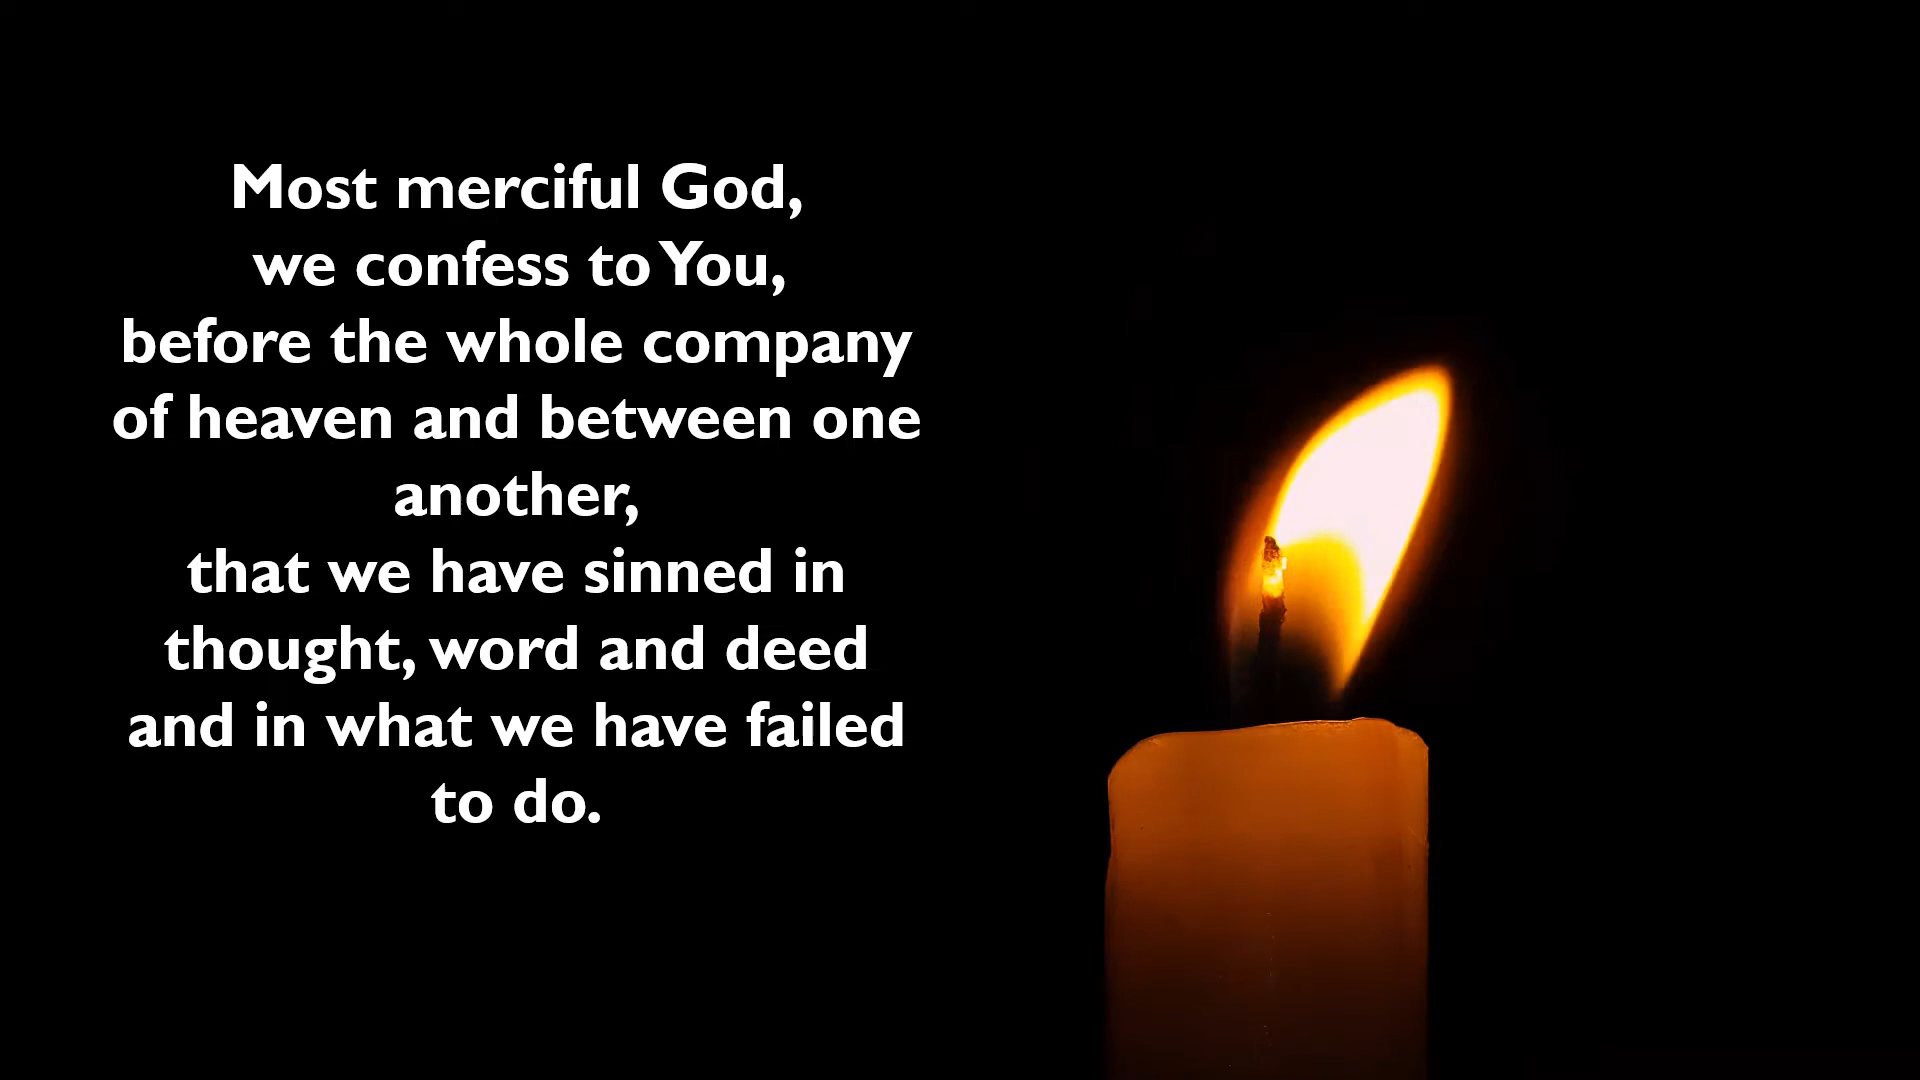 Most merciful God,
we confess to You,
before the whole company
of heaven and between one
another,
that we have sinned in
thought, word and deed
and in what we have failed
to do.